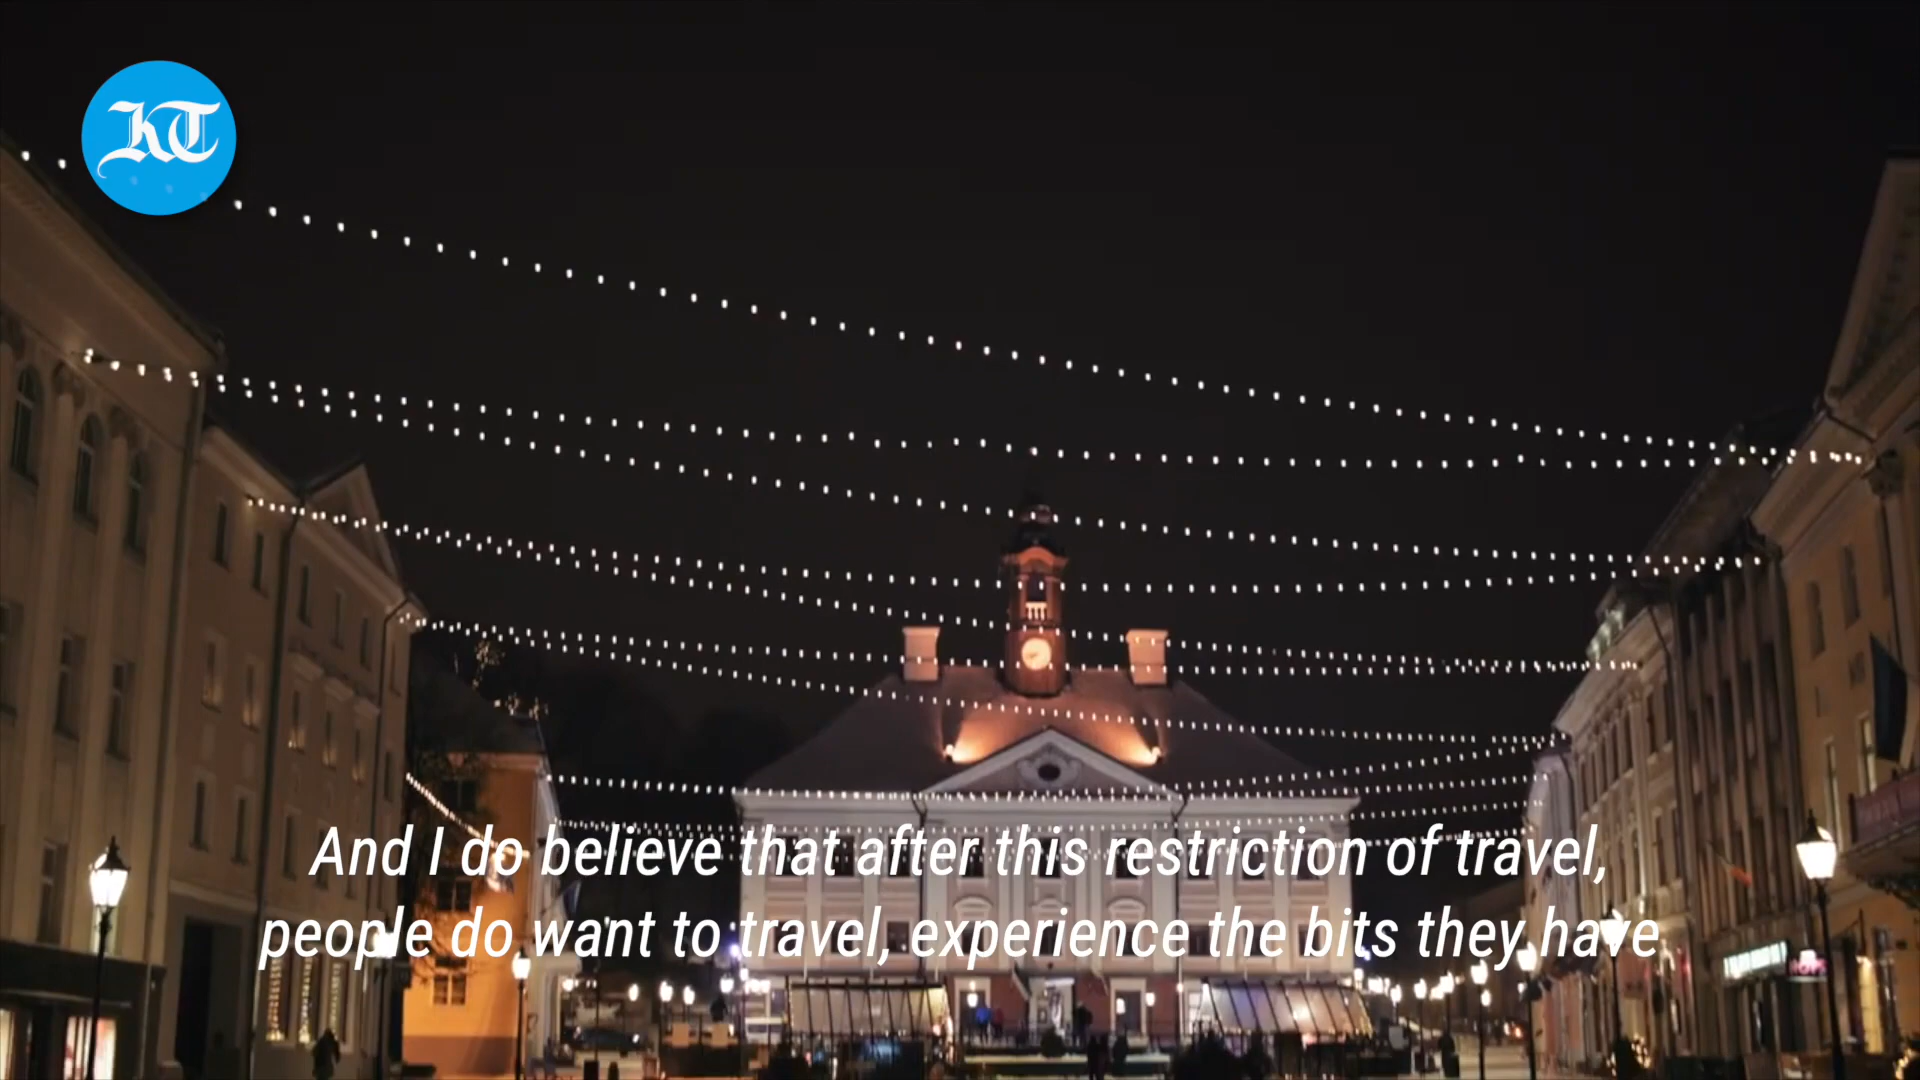 KT
And I do believe that after this restriction of travel,
people do want to travel, experience the bits they have